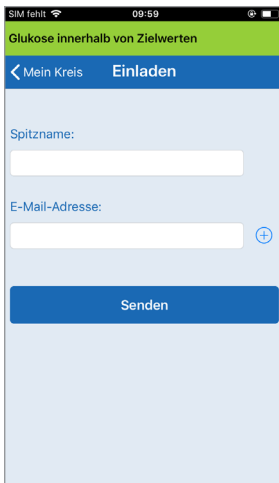 SIM fehlt 09:59
Glukose innerhalb von Zielwerten
Mein Kreis Einladen
Spitzname:
E-Mail-Adresse:
Senden